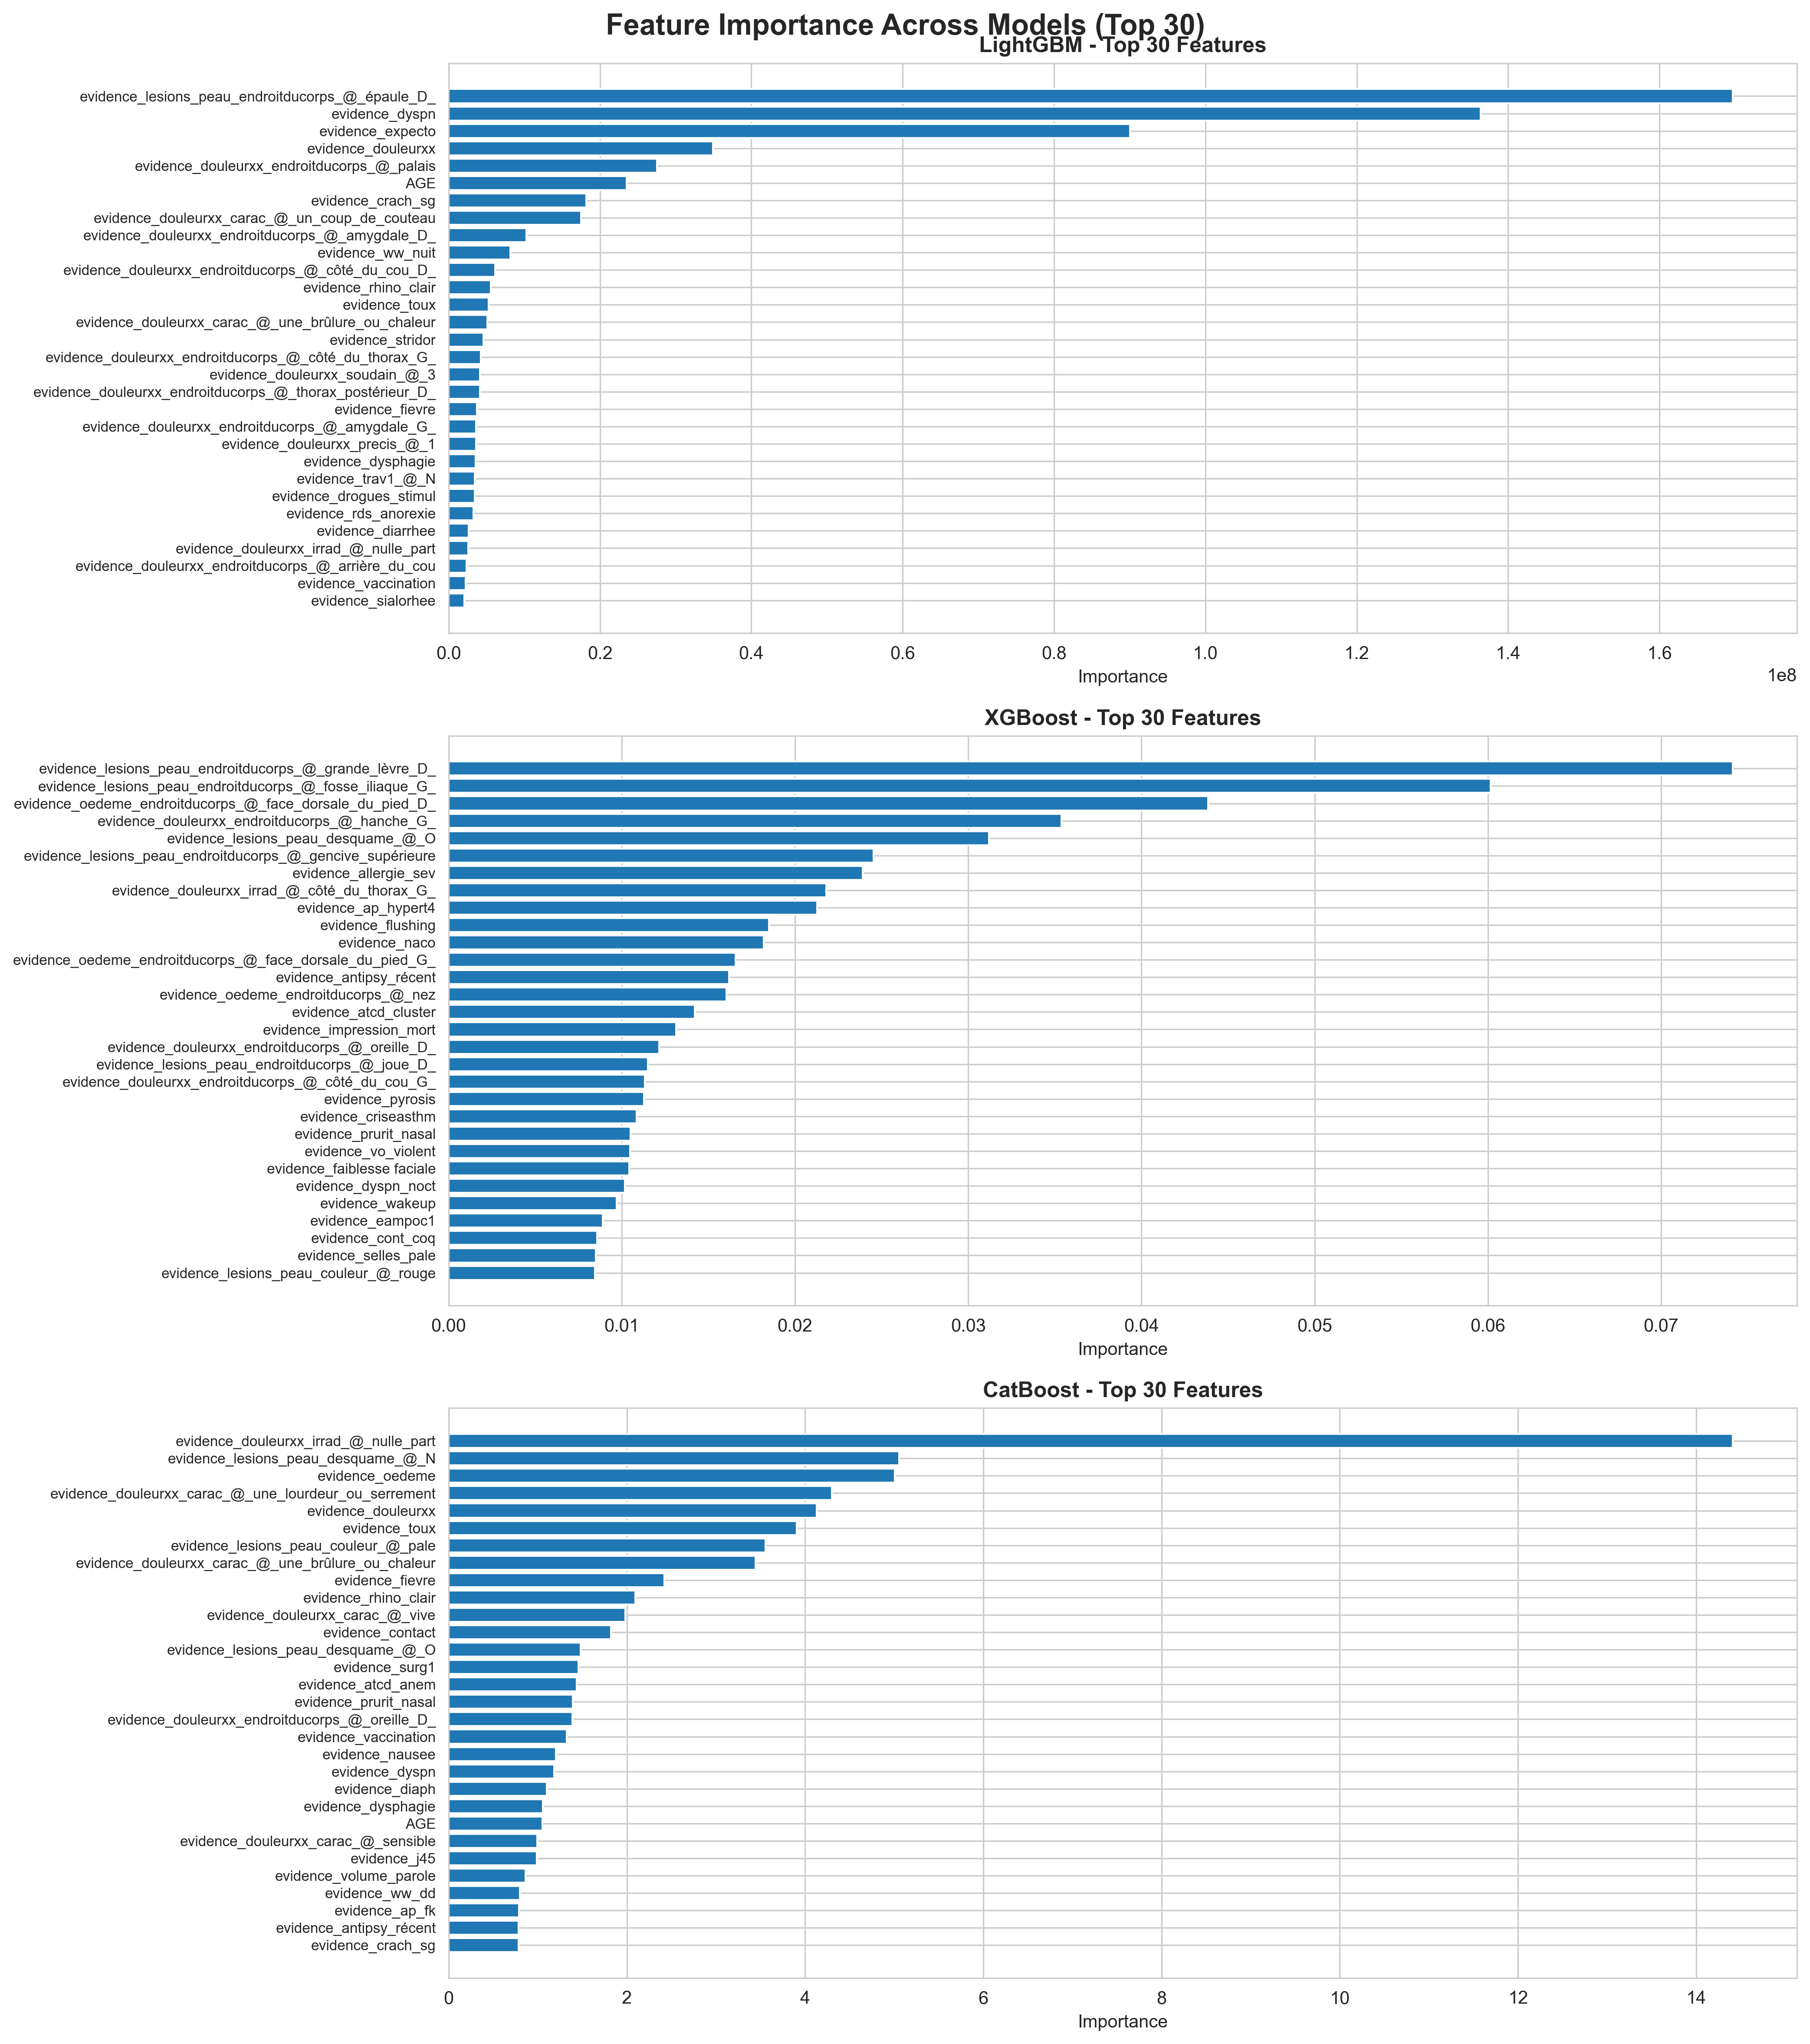 Feature Importance Across Models (Top 30)
LightGBM - Top 30 Features
evidence_lesions_peau_endroitducorps_@_épaule_D_
evidence_dyspn
evidence_expecto
evidence_douleurxx
evidence_douleurxx_endroitducorps_@_palais
AGE
evidence_crach_sg
evidence_douleurxx_carac_@_un_coup_de_couteau
evidence_douleurxx_endroitducorps_@_amygdale_D_
evidence_ww_nuit
evidence_douleurxx_endroitducorps_@_côté_du_cou_D_
evidence_rhino_clair
evidence_toux
evidence_douleurxx_carac_@_une_brûlure_ou_chaleur
evidence_stridor
evidence_douleurxx_endroitducorps_@_côté_du_thorax_G_
evidence_douleurxx_soudain_@_3
evidence_douleurxx_endroitducorps_@_thorax_postérieur_D_
evidence_fievre
evidence_douleurxx_endroitducorps_@_amygdale_G_
evidence_douleurxx_precis_@_1
evidence_dysphagie
evidence_trav1_@_N
evidence_drogues_stimul
evidence_rds_anorexie
evidence_diarrhee
evidence_douleurxx_irrad_@_nulle_part
evidence_douleurxx_endroitducorps_@_arrière_du_cou
evidence_vaccination
evidence_sialorhee
0.0 0.2 0.4 0.6 0.8 1.0 1.2 1.4 1.6
1e8
Importance
XGBoost - Top 30 Features
evidence_lesions_peau_endroitducorps_@_grande_lèvre_D_
evidence_lesions_peau_endroitducorps_@_fosse_iliaque_G_
evidence_oedeme_endroitducorps_@_face_dorsale_du_pied_D_
evidence_douleurxx_endroitducorps_@_hanche_G_
evidence_lesions_peau_desquame_@_O
evidence_lesions_peau_endroitducorps_@_gencive_supérieure
evidence_allergie_sev
evidence_douleurxx_irrad_@_côté_du_thorax_G_
evidence_ap_hypert4
evidence_flushing
evidence_naco
evidence_oedeme_endroitducorps_@_face_dorsale_du_pied_G_
evidence_antipsy_récent
evidence_oedeme_endroitducorps_@_nez
evidence_atcd_cluster
evidence_impression_mort
evidence_douleurxx_endroitducorps_@_oreille_D_
evidence_lesions_peau_endroitducorps_@_joue_D_
evidence_douleurxx_endroitducorps_@_côté_du_cou_G_
evidence_pyrosis
evidence_criseasthm
evidence_prurit_nasal
evidence_vo_violent
evidence_faiblesse faciale
evidence_dyspn_noct
evidence_wakeup
evidence_eampoc1
evidence_cont_coq
evidence_selles_pale
evidence_lesions_peau_couleur_@_rouge
0.00 0.01 0.02 0.03 0.04 0.05 0.06 0.07
Importance
CatBoost - Top 30 Features
evidence_douleurxx_irrad_@_nulle_part
evidence_lesions_peau_desquame_@_N
evidence_oedeme
evidence_douleurxx_carac_@_une_lourdeur_ou_serrement
evidence_douleurxx
evidence_toux
evidence_lesions_peau_couleur_@_pale
evidence_douleurxx_carac_@_une_brûlure_ou_chaleur
evidence_fievre
evidence_rhino_clair
evidence_douleurxx_carac_@_vive
evidence_contact
evidence_lesions_peau_desquame_@_O
evidence_surg1
evidence_atcd_anem
evidence_prurit_nasal
evidence_douleurxx_endroitducorps_@_oreille_D_
evidence_vaccination
evidence_nausee
evidence_dyspn
evidence_diaph
evidence_dysphagie
AGE
evidence_douleurxx_carac_@_sensible
evidence_j45
evidence_volume_parole
evidence_ww_dd
evidence_ap_fk
evidence_antipsy_récent
evidence_crach_sg
0 2 4 6 8 10 12 14
Importance